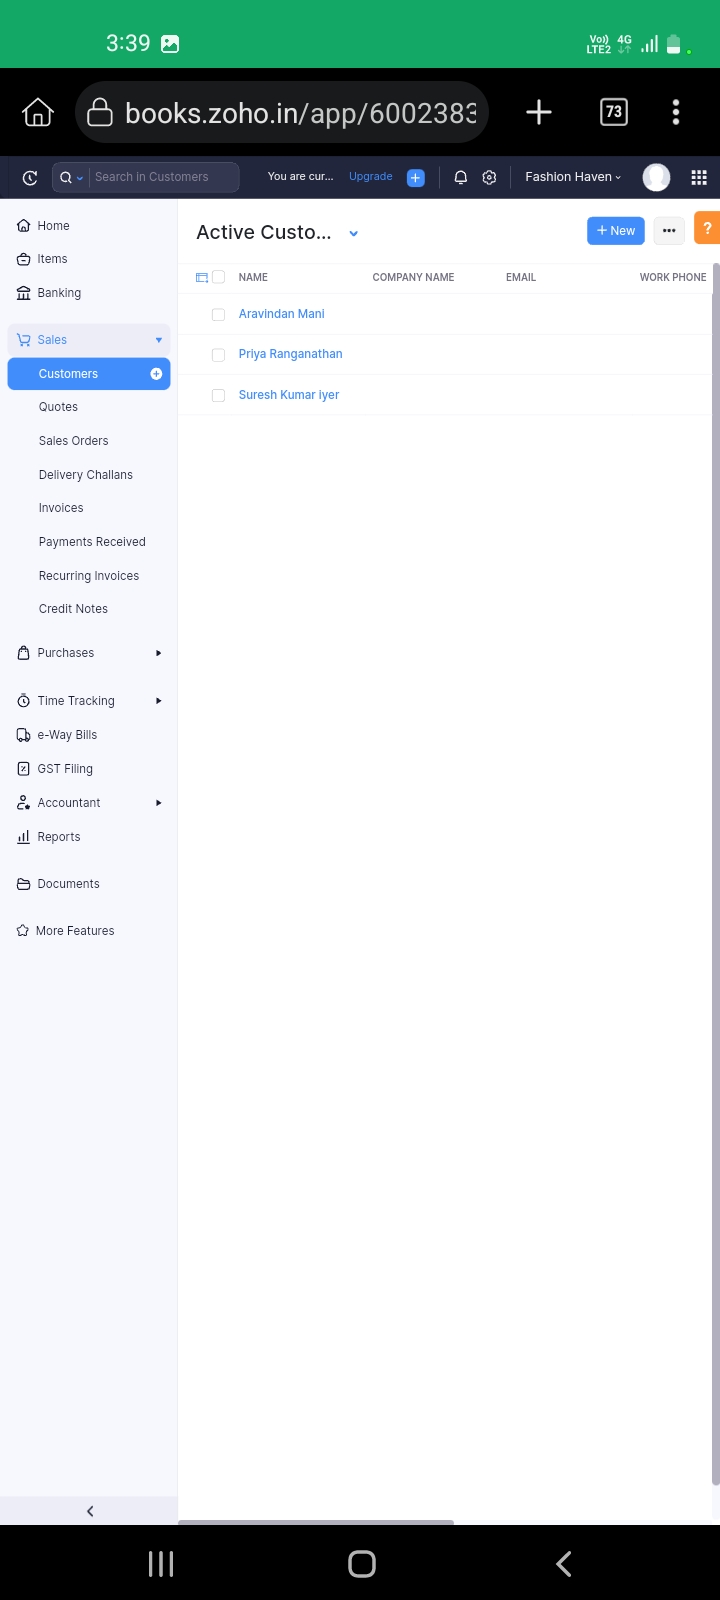 3:39
Vo)) 4G
LTE2
books.zoho.in/app/6002383
73
Search in Customers
You are cur...
Upgrade
Fashion Haven
Home
Items
Banking
Sales
Customers
Quotes
Sales Orders
Delivery Challans
Invoices
Payments Received
Recurring Invoices
Credit Notes
Purchases
Time Tracking
e-Way Bills
GST Filing
Accountant
Reports
Documents
More Features
Active Custo...
+ New
?
NAME COMPANY NAME EMAIL WORK PHONE
Aravindan Mani
Priya Ranganathan
Suresh Kumar iyer